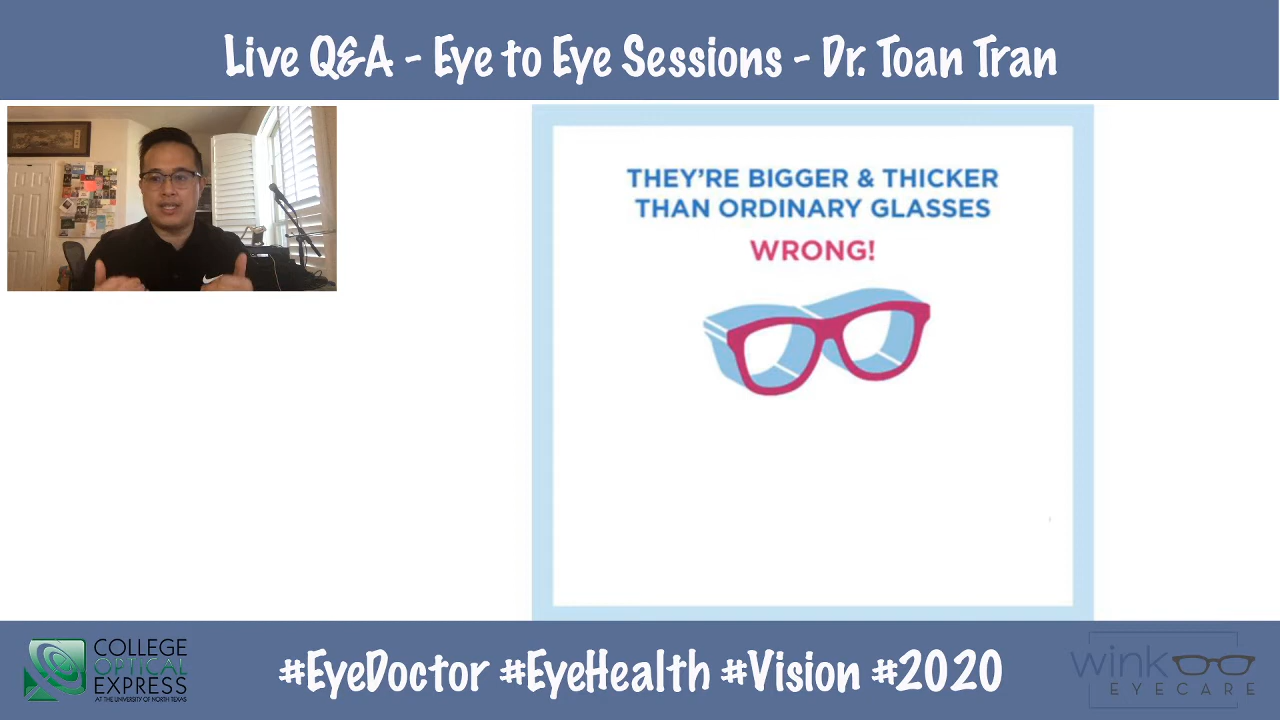 Live Q&A - Eye to Eye Sessions - Dr. Toan Tran
THEY'RE BIGGER & THICKER
THAN ORDINARY GLASSES
WRONG!
COLLEGE
OPTICAL
EXPRESS
AT THE UNIVERSITY OF NORTH TEXAS
#EyeDoctor #EyeHealth #Vision #2020
wink
EYECARE